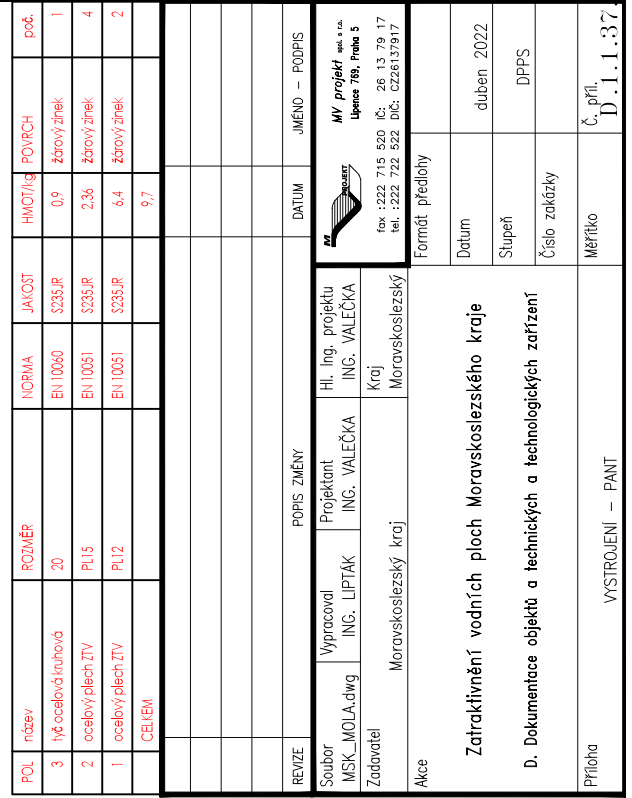 POL název ROZMĚR NORMA JAKOST HMOT/kg POVRCH poč.
3 tyč ocelová kruhová 20 EN 10060 S235JR 0,9 žárový zinek 1
2 ocelový plech ZTV PL15 EN 10051 S235JR 2,36 žárový zinek 4
1 ocelový plech ZTV PL12 EN 10051 S235JR 6,4 žárový zinek 2
CELKEM 9,7
REVIZE POPIS ZMĚNY DATUM JMÉNO – PODPIS
Soubor Vypracoval Projektant Hl. Ing. projektu
MSK_MOLA.dwg ING. LIPTÁK ING. VALEČKA ING. VALEČKA
Zadavatel Kraj
Moravskoslezský kraj Moravskoslezský
M PROJEKT
MV projekt spol. s r.o.
Lipence 769, Praha 5
fax :222 715 520 IČ: 26 13 79 17
tel. :222 722 522 DIČ: CZ26137917
Akce
Zatraktivnění vodních ploch Moravskoslezského kraje
D. Dokumentace objektů a technických a technologických zařízení
Formát předlohy
Datum duben 2022
Stupeň DPPS
Číslo zakázky
Příloha
VYSTROJENÍ – PANT
Měřítko Č. příl.
D.1.1.37.